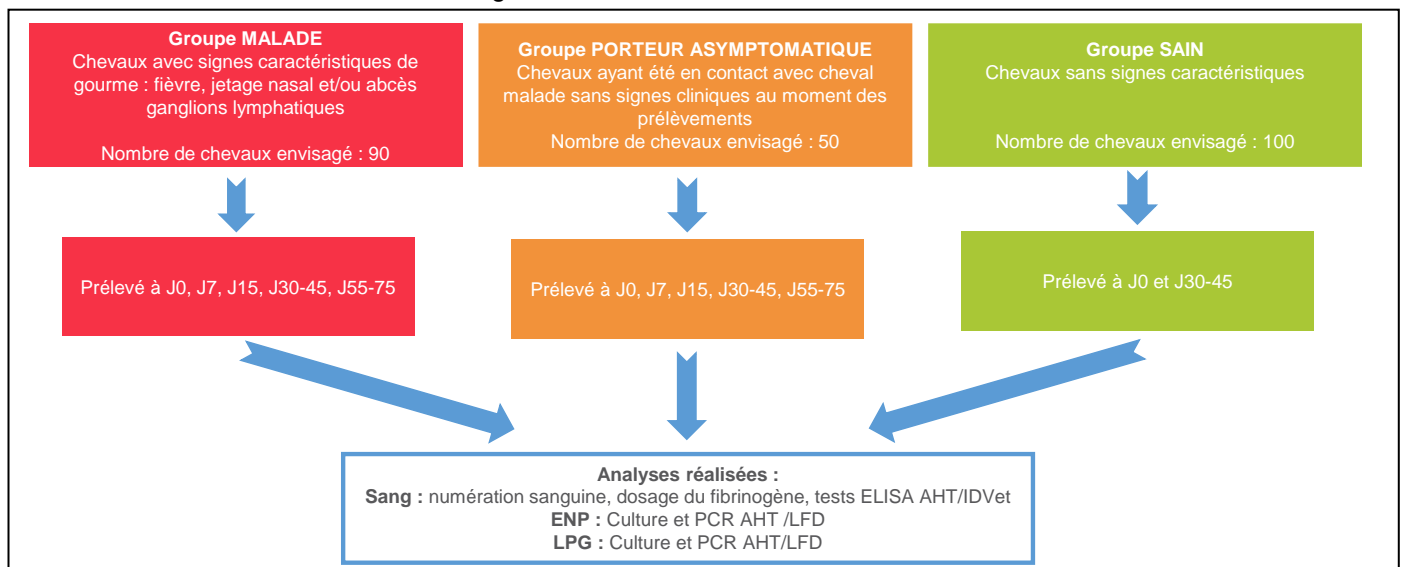 Groupe MALADE
Chevaux avec signes caractéristiques de
gourme : fièvre, jetage nasal et/ou abcès
ganglions lymphatiques
Nombre de chevaux envisagé : 90
Groupe PORTEUR ASYMPTOMATIQUE
Chevaux ayant été en contact avec cheval
malade sans signes cliniques au moment des
prélèvements
Nombre de chevaux envisagé : 50
Groupe SAIN
Chevaux sans signes caractéristiques
Nombre de chevaux envisagé : 100
Prélevé à J0, J7, J15, J30-45, J55-75
Prélevé à J0, J7, J15, J30-45, J55-75
Prélevé à J0 et J30-45
Analyses réalisées :
Sang : numération sanguine, dosage du fibrinogène, tests ELISA AHT/IDVet
ENP : Culture et PCR AHT /LFD
LPG : Culture et PCR AHT/LFD